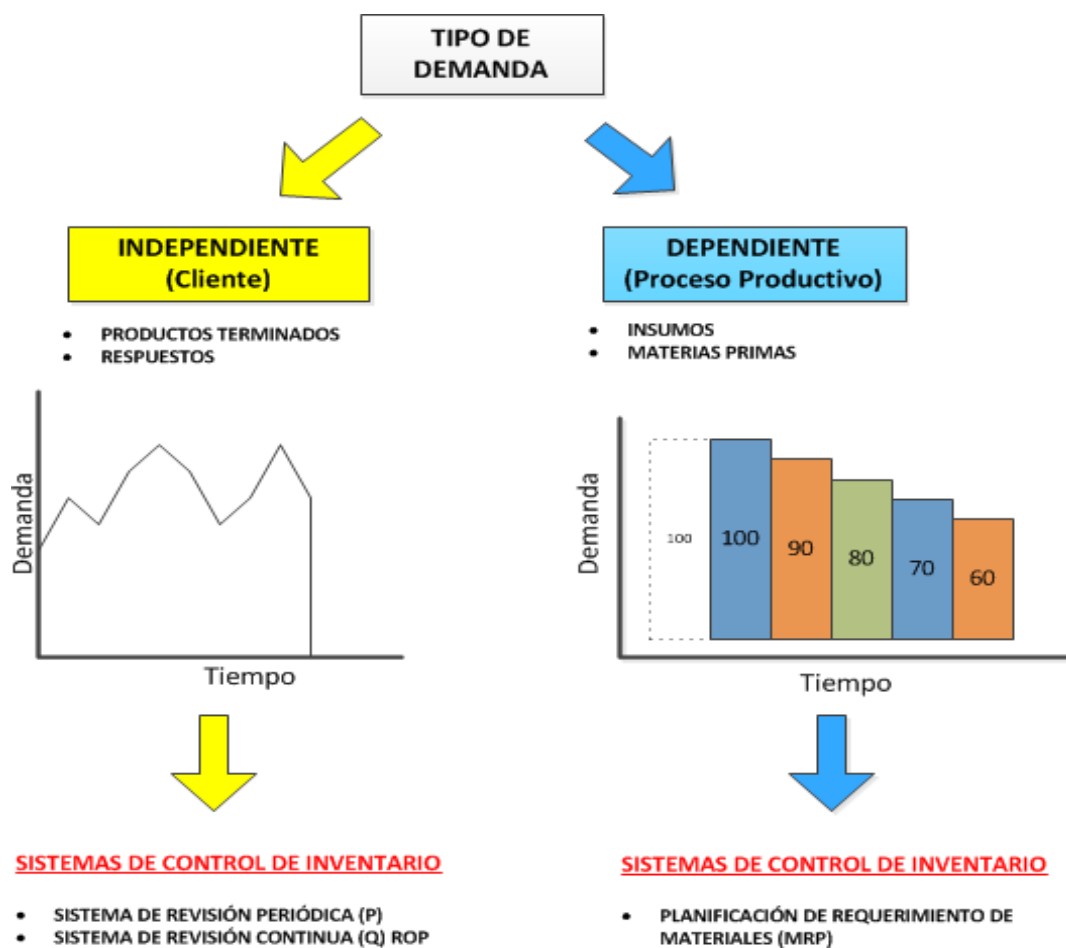 TIPO DE
DEMANDA
INDEPENDIENTE
(Cliente)
• PRODUCTOS TERMINADOS
• RESPUESTOS
Demanda
Tiempo
SISTEMAS DE CONTROL DE INVENTARIO
• SISTEMA DE REVISIÓN PERIÓDICA (P)
• SISTEMA DE REVISIÓN CONTINUA (Q) ROP
DEPENDIENTE
(Proceso Productivo)
• INSUMOS
• MATERIAS PRIMAS
Demanda
100
100
90
80
70
60
Tiempo
SISTEMAS DE CONTROL DE INVENTARIO
• PLANIFICACIÓN DE REQUERIMIENTO DE
MATERIALES (MRP)